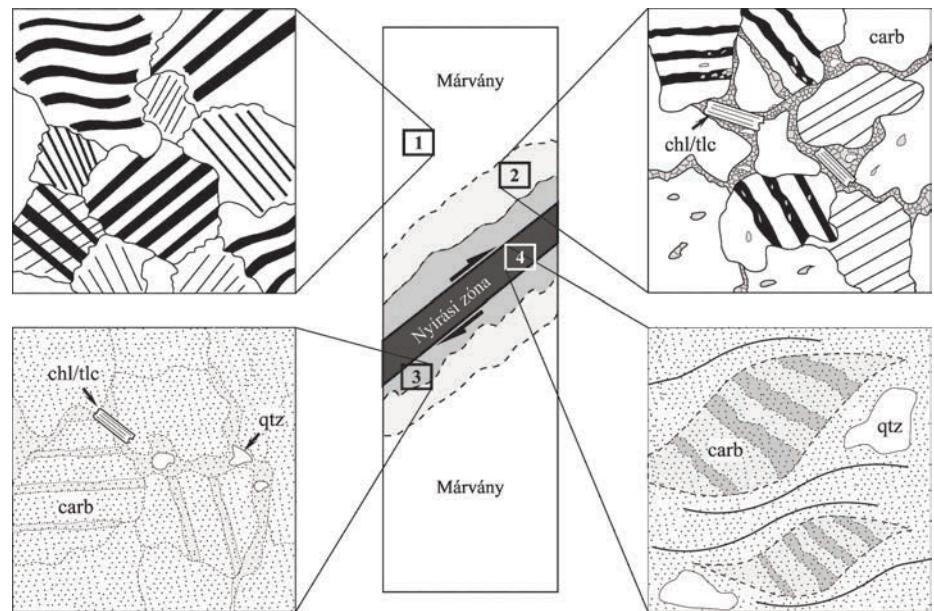 Márvány
1
2
4
Nyírási zóna
3
Márvány
carb
chl/tlc
chl/tlc
qtz
carb
carb
qtz